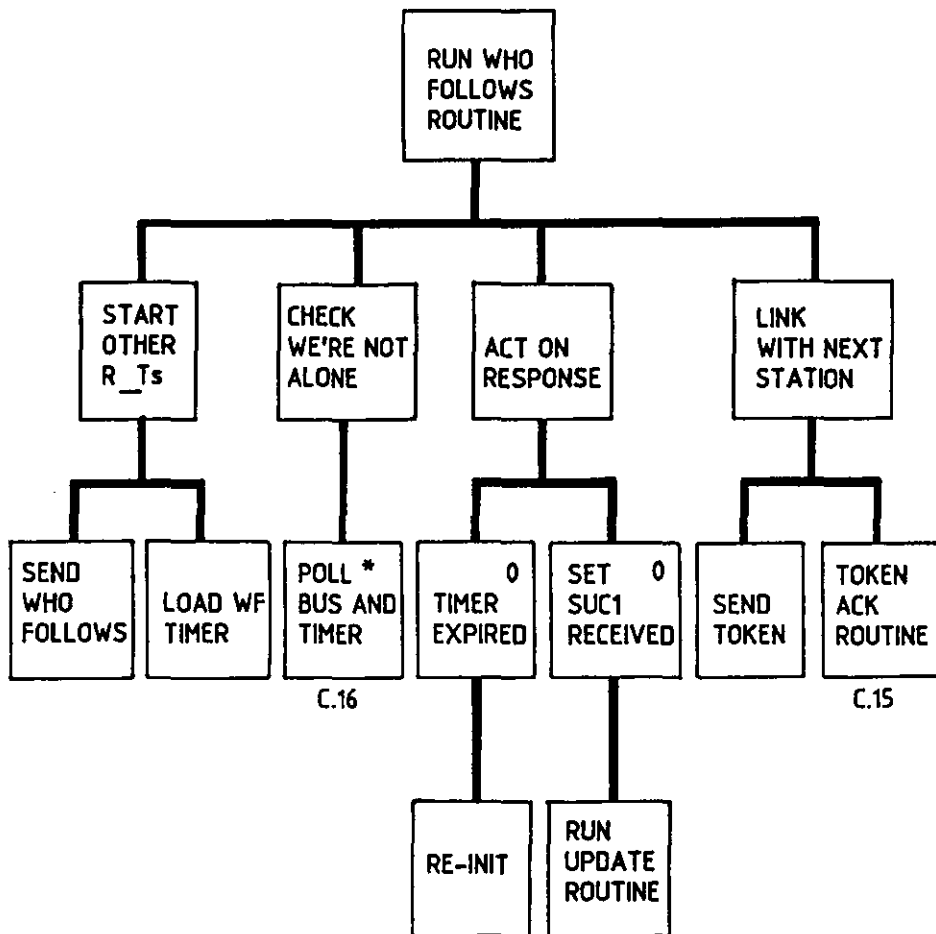 RUN WHO
FOLLOWS
ROUTINE
START
OTHER
R__Ts
CHECK
WE'RE NOT
ALONE
ACT ON
RESPONSE
LINK
WITH NEXT
STATION
SEND
WHO
FOLLOWS
LOAD WF
TIMER
POLL *
BUS AND
TIMER
C.16
0
TIMER
EXPIRED
SET 0
SUC1
RECEIVED
SEND
TOKEN
TOKEN
ACK
ROUTINE
C.15
RE-INIT
RUN
UPDATE
ROUTINE